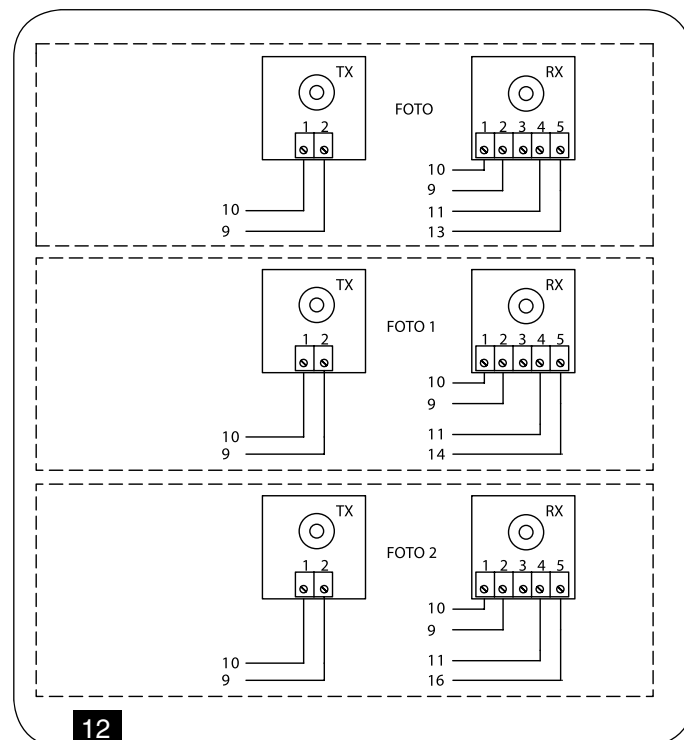 TX FOTO RX
1 2 1 2 3 4 5
10
9
10 11
9 13
TX RX
FOTO 1
1 2 1 2 3 4 5
10
9
10 11
9 14
TX RX
FOTO 2
1 2 1 2 3 4 5
10
9
10 11
9 16
12